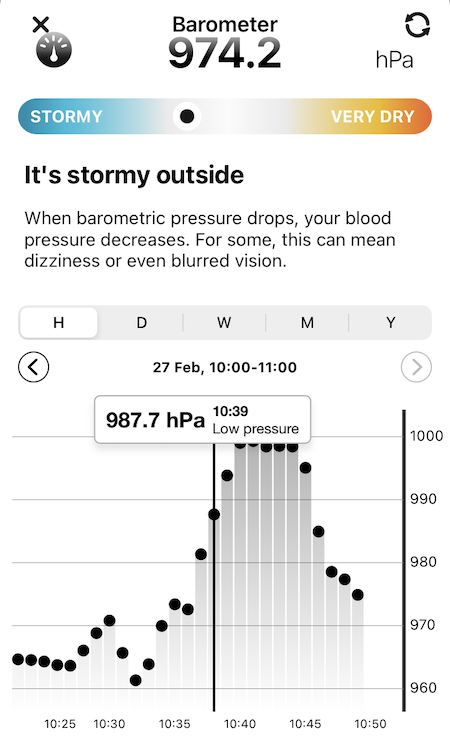 Barometer
974.2
hPa
STORMY
VERY DRY
It's stormy outside
When barometric pressure drops, your blood
pressure decreases. For some, this can mean
dizziness or even blurred vision.
H D W M Y
27 Feb, 10:00-11:00
987.7 hPa
10:39
Low pressure
1000
990
980
970
960
10:25 10:30 10:35 10:40 10:45 10:50